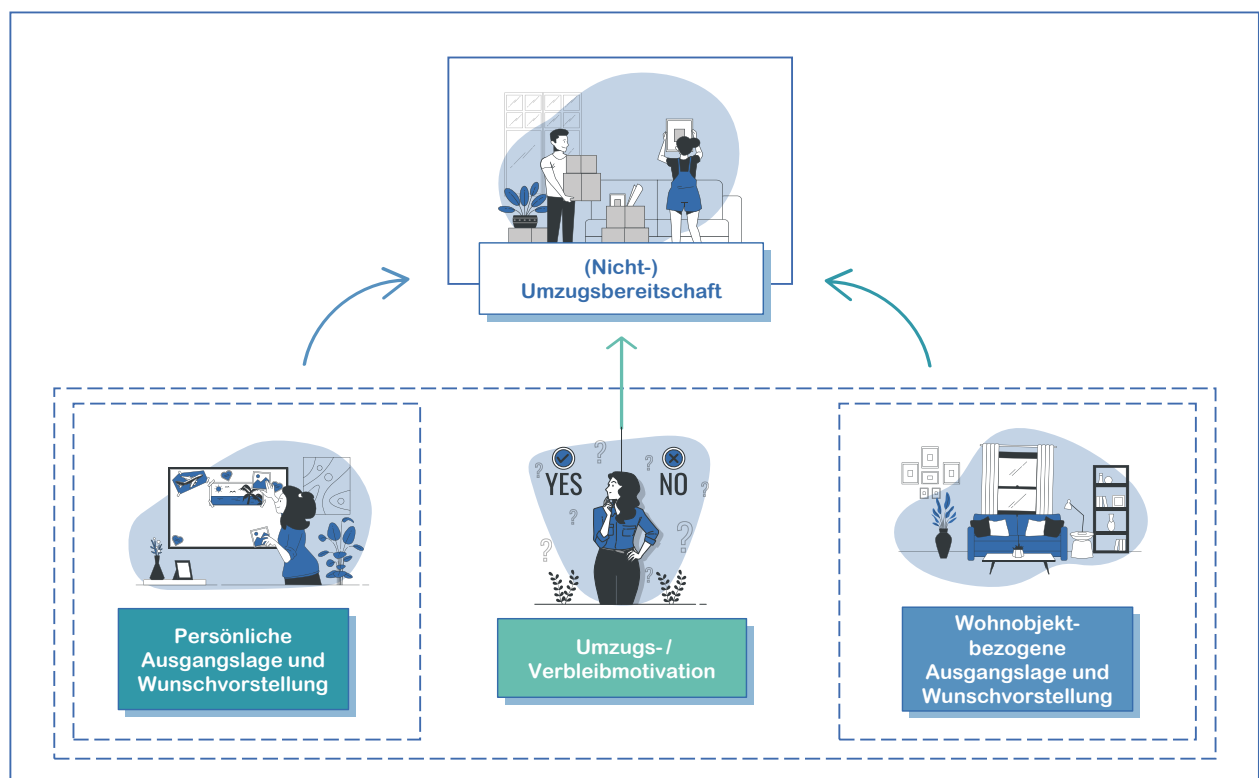 (Nicht-)
Umzugsbereitschaft
YES
NO
Persönliche
Ausgangslage und
Wunschvorstellung
Umzugs- /
Verbleibmotivation
Wohnobjekt-
bezogene
Ausgangslage und
Wunschvorstellung